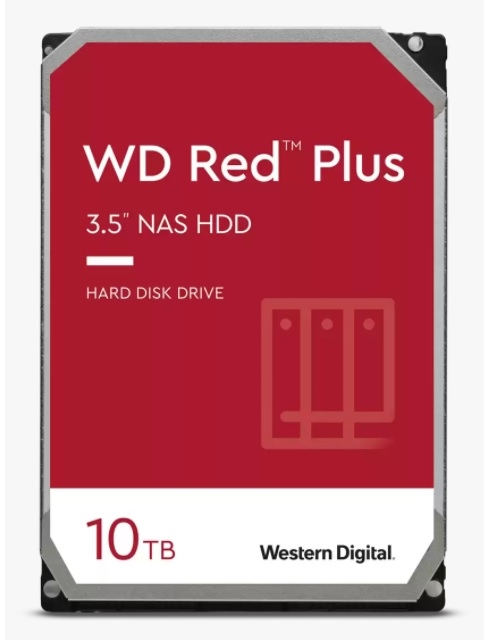 WD Red™ Plus
3.5" NAS HDD
HARD DISK DRIVE
10TB
Western Digital.